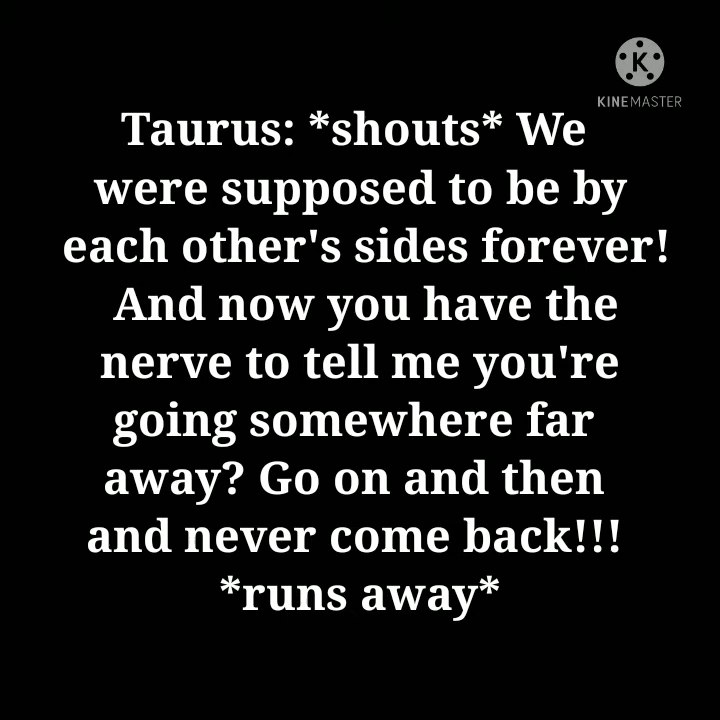 KINEMASTER
Taurus: *shouts* We
were supposed to be by
each other's sides forever!
And now you have the
nerve to tell me you're
going somewhere far
away? Go on and then
and never come back!!!
*runs away*